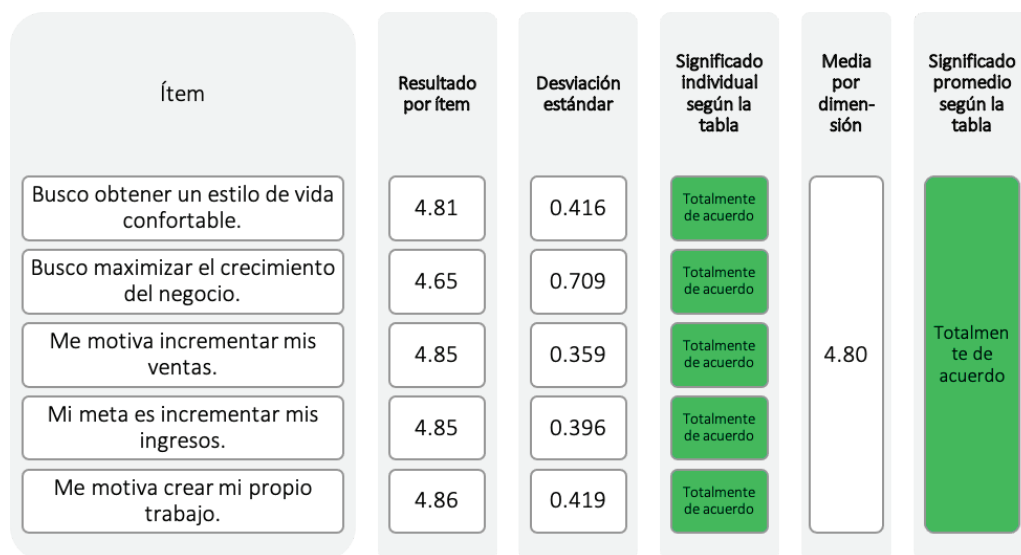 Ítem
Resultado
por ítem
Desviación
estándar
Significado
individual
según la
tabla
Media
por
dimen-
sión
Significado
promedio
según la
tabla
Busco obtener un estilo de vida
confortable.
4.81
0.416
Totalmente
de acuerdo
Busco maximizar el crecimiento
del negocio.
4.65
0.709
Totalmente
de acuerdo
Me motiva incrementar mis
ventas.
4.85
0.359
Totalmente
de acuerdo
Mi meta es incrementar mis
ingresos.
4.85
0.396
Totalmente
de acuerdo
Me motiva crear mi propio
trabajo.
4.86
0.419
Totalmente
de acuerdo
4.80
Totalmen
te de
acuerdo